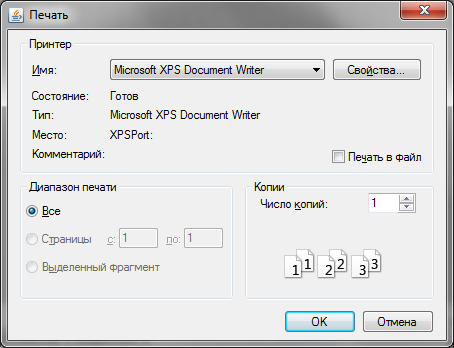 Печать
Принтер
Имя: Microsoft XPS Document Writer Свойства...
Состояние: Готов
Тип: Microsoft XPS Document Writer
Место: XPSPort:
Комментарий: Печать в файл
Диапазон печати
Все
Страницы с: 1 по: 1
Выделенный фрагмент
Копии
Число копий: 1
1 1 2 2 3 3
OK Отмена